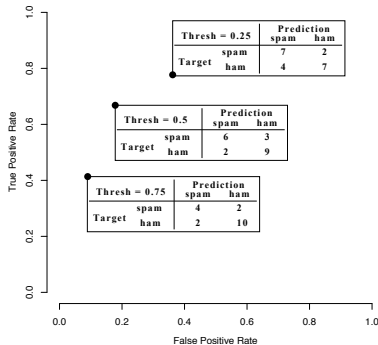 1.0
0.8
0.6
0.4
0.2
0.0
True Positive Rate
Thresh = 0.25 Prediction
spam ham
Target spam 7 2
ham 4 7
Thresh = 0.5 Prediction
spam ham
Target spam 6 3
ham 2 9
Thresh = 0.75 Prediction
spam ham
Target spam 4 2
ham 2 10
0.0 0.2 0.4 0.6 0.8 1.0
False Positive Rate